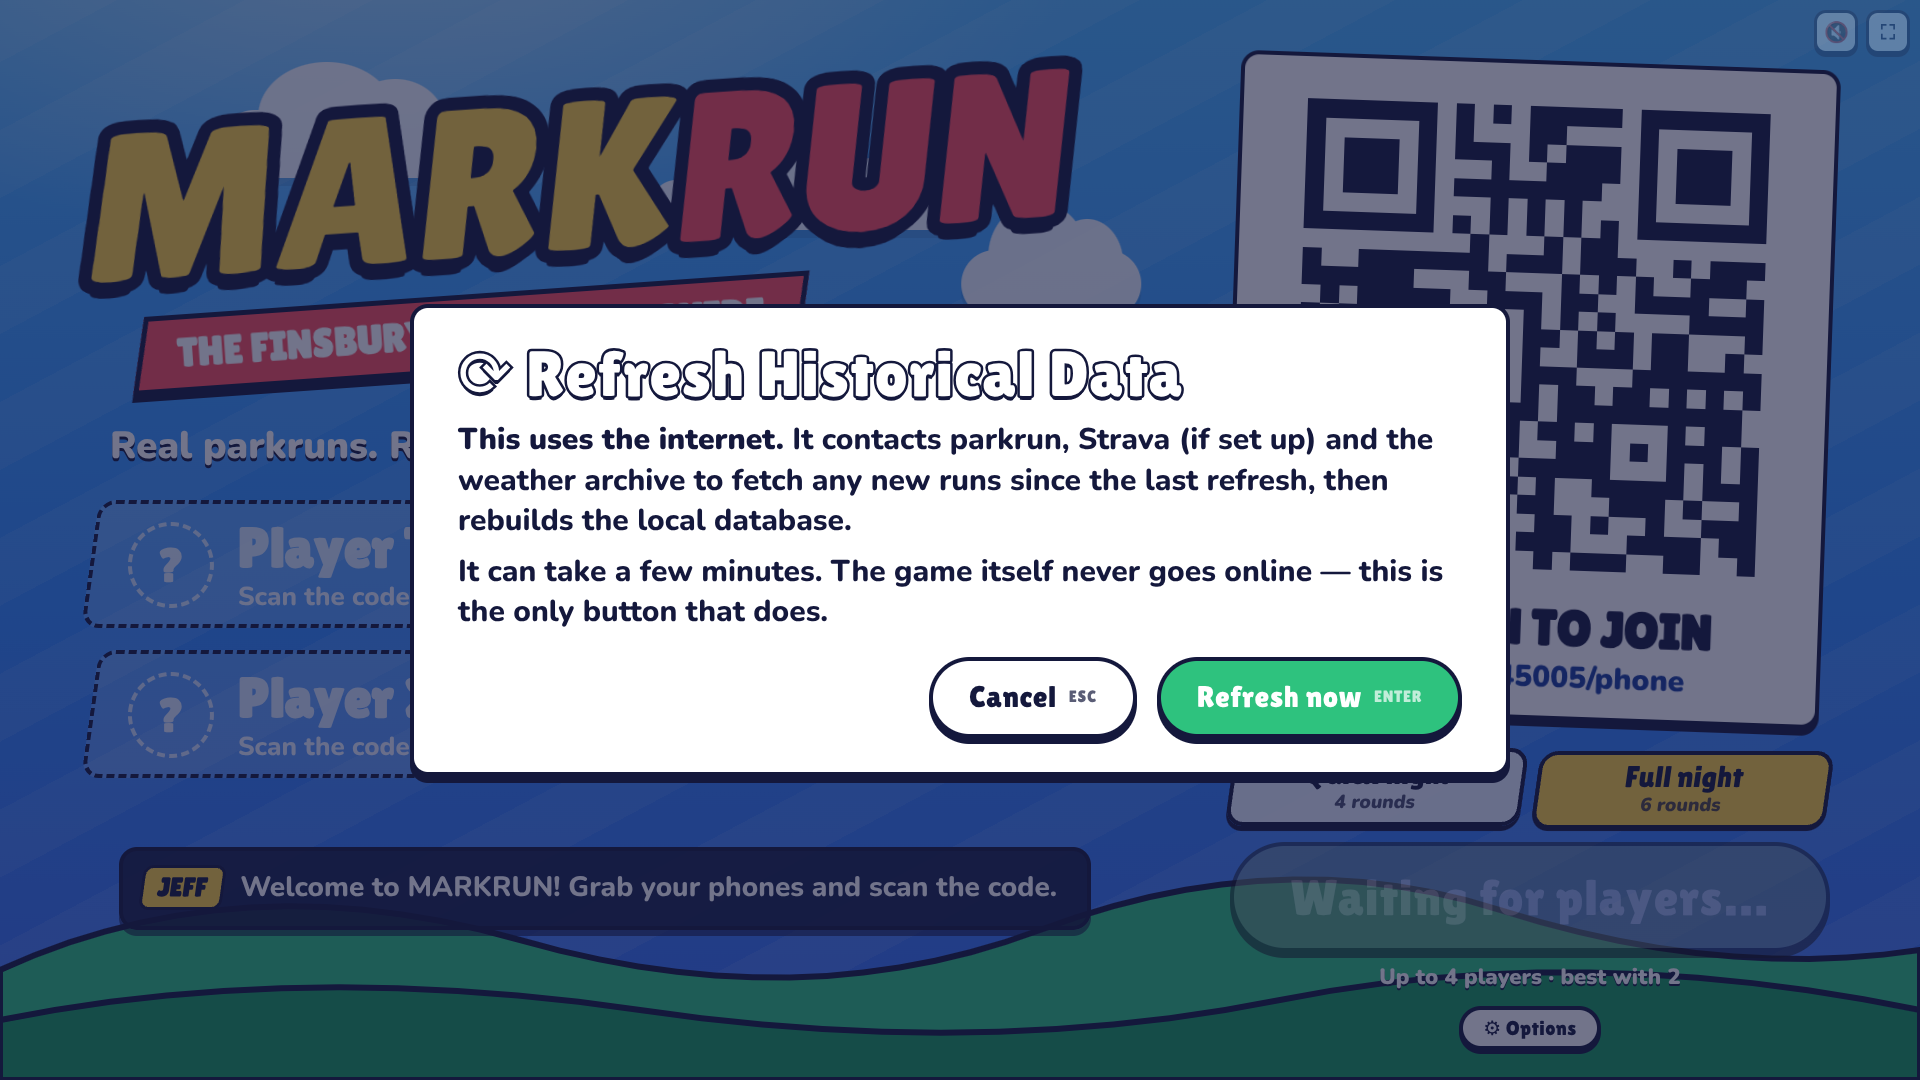 MARKRUN
THE FINSBURY
Real parkruns.
Player
Scan the code
Player
Scan the code
⟳ Refresh Historical Data
This uses the internet. It contacts parkrun, Strava (if set up) and the
weather archive to fetch any new runs since the last refresh, then
rebuilds the local database.
It can take a few minutes. The game itself never goes online — this is
the only button that does.
Cancel ESC
Refresh now ENTER
TO JOIN
45005/phone
4 rounds
Full night
6 rounds
JEFF Welcome to MARKRUN! Grab your phones and scan the code.
Waiting for players...
Up to 4 players · best with 2
⚙ Options